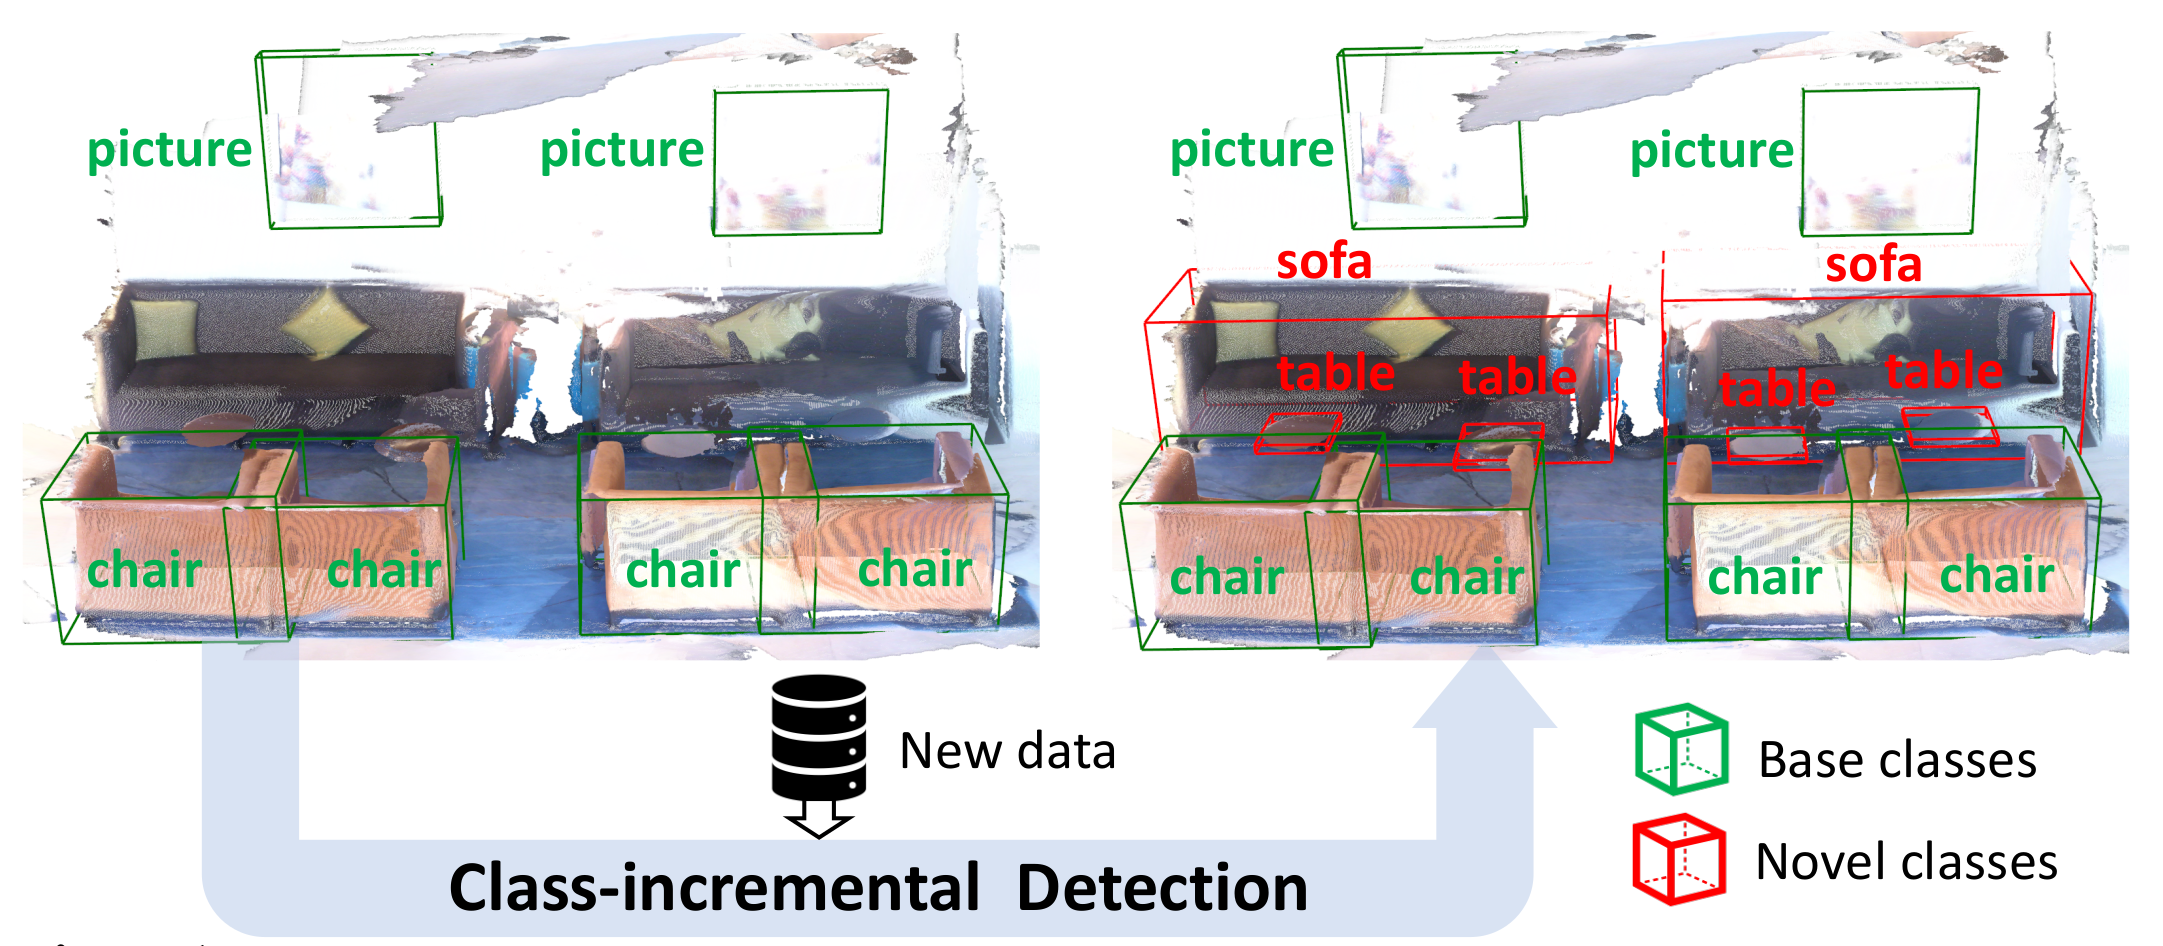 picture
picture
chair
chair
chair
chair
picture
picture
sofa
sofa
table
table
table
table
chair
chair
chair
chair
New data
Class-incremental Detection
Base classes
Novel classes